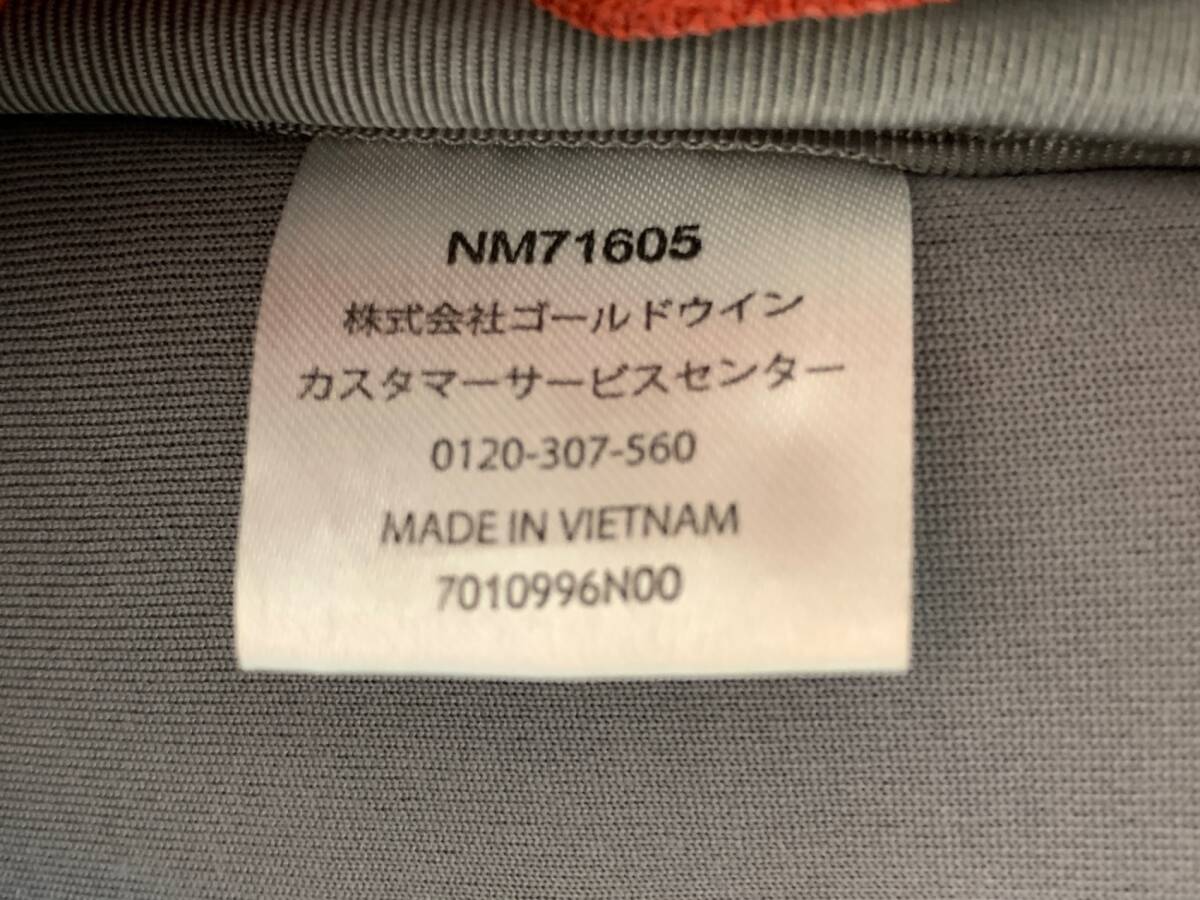 NM71605
株式会社ゴールドウイン
カスタマーサービスセンター
0120-307-560
MADE IN VIETNAM
7010996N00